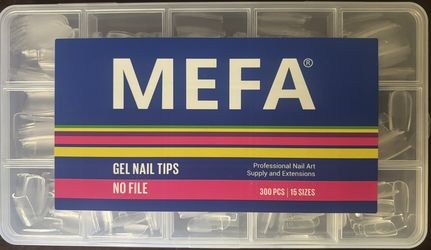 MEFA®
GEL NAIL TIPS
NO FILE
Professional Nail Art
Supply and Extensions
300 PCS | 15 SIZES